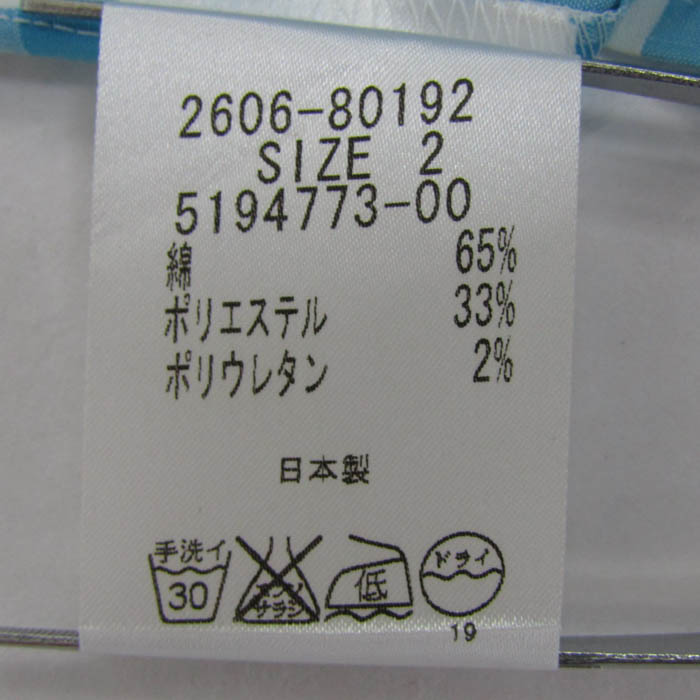 2606-80192
SIZE 2
5194773-00
綿 65%
ポリエステル 33%
ポリウレタン 2%
日本製
手洗イ 30
エンソ サラシ
低
ドライ
19